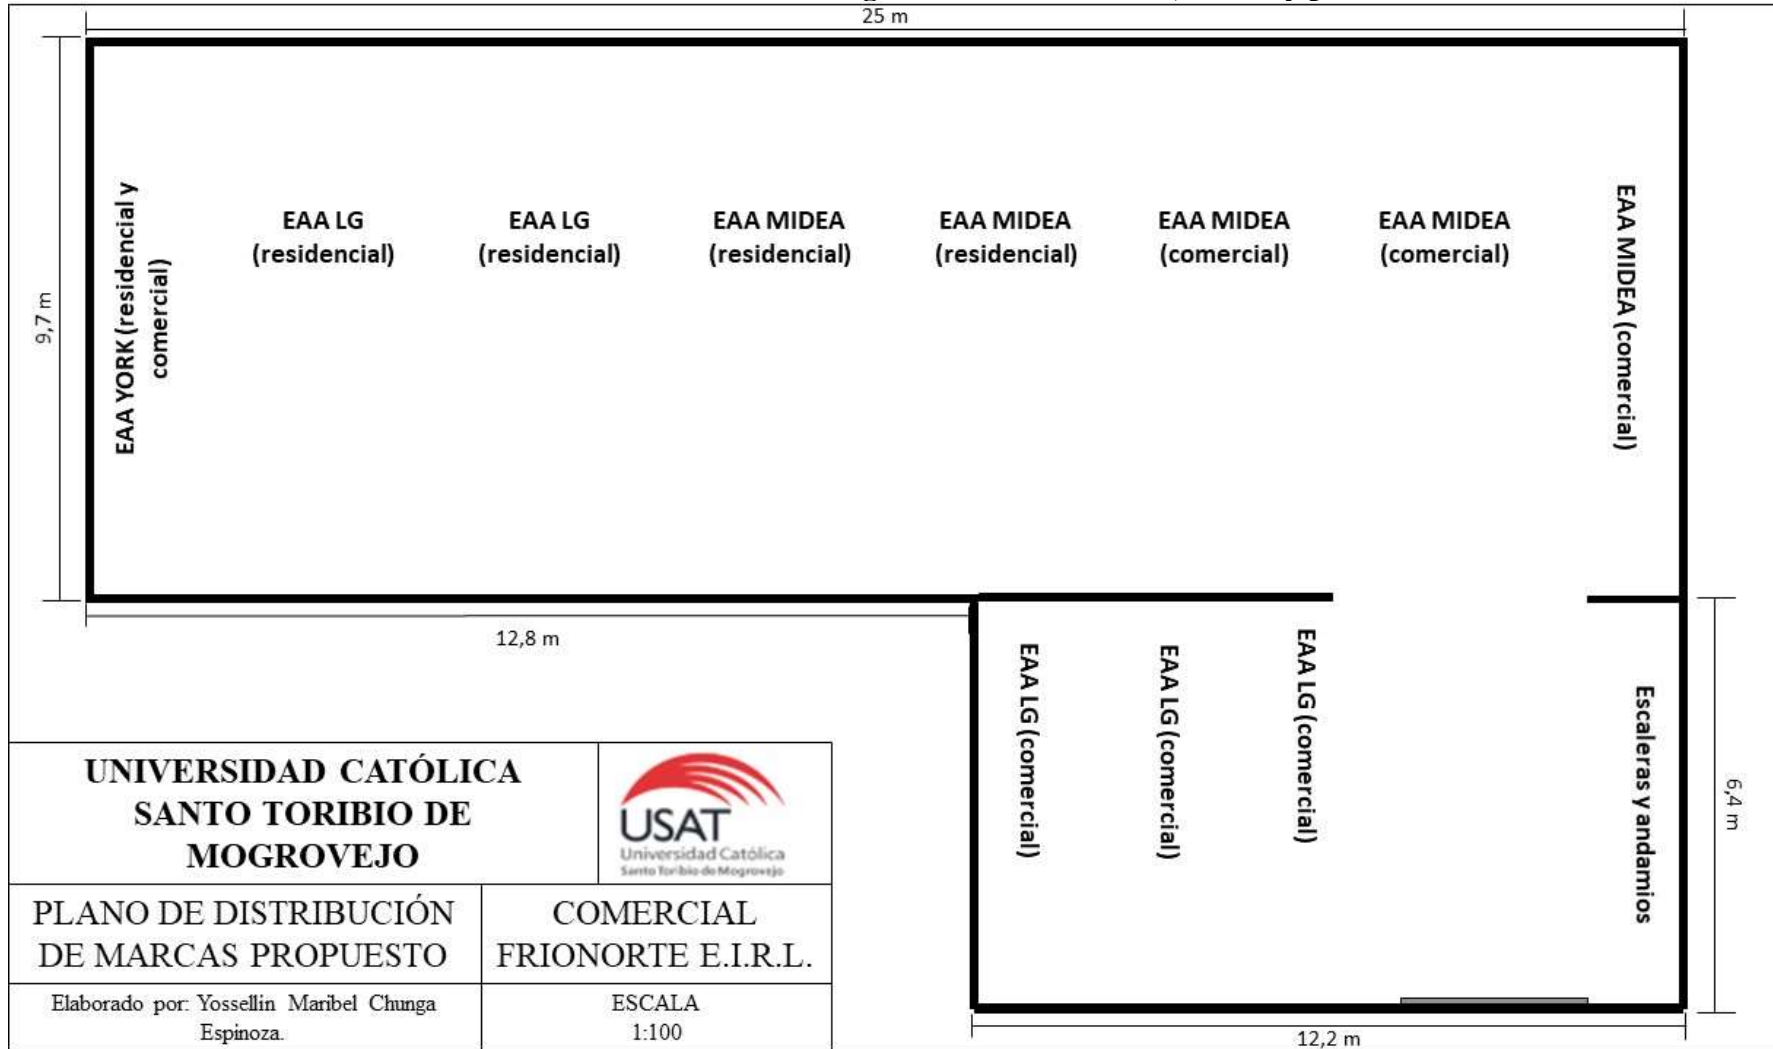 25 m
9,7 m
EAA YORK (residencial y
comercial)
EAA LG
(residencial)
EAA LG
(residencial)
EAA MIDEA
(residencial)
EAA MIDEA
(residencial)
EAA MIDEA
(comercial)
EAA MIDEA
(comercial)
EAA MIDEA (comercial)
12,8 m
EAA LG (comercial)
EAA LG (comercial)
EAA LG (comercial)
Escaleras y andamios
6,4 m
12,2 m
UNIVERSIDAD CATÓLICA
SANTO TORIBIO DE
MOGROVEJO
USAT
Universidad Católica
Santo Toribio de Mogrovejo
PLANO DE DISTRIBUCIÓN
DE MARCAS PROPUESTO
COMERCIAL
FRIONORTE E.I.R.L.
Elaborado por: Yossellin Maribel Chunga
Espinoza.
ESCALA
1:100